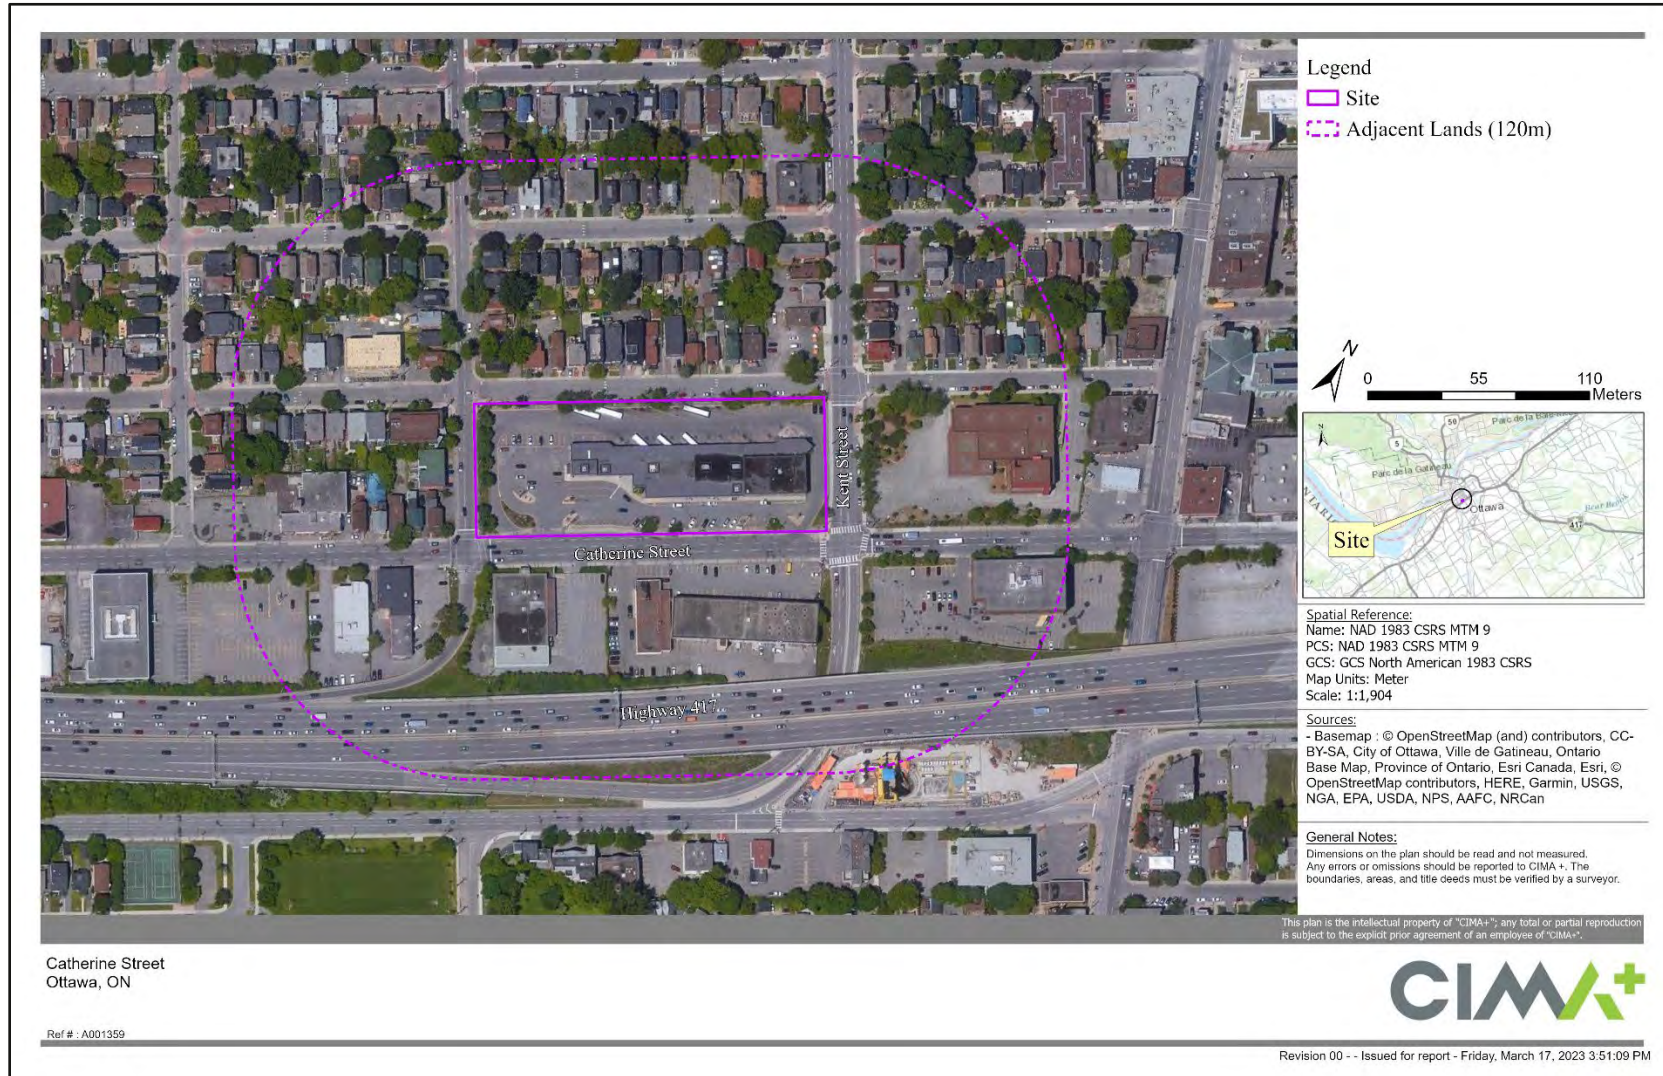 Legend
Site
Adjacent Lands (120m)
N
0 55 110
Meters
Kent Street
Catherine Street
Highway 417
N
50
5
Parc de la Gatineau
Ottawa
417
Site
Spatial Reference:
Name: NAD 1983 CSRS MTM 9
PCS: NAD 1983 CSRS MTM 9
GCS: GCS North American 1983 CSRS
Map Units: Meter
Scale: 1:1,904
Sources:
- Basemap : © OpenStreetMap (and) contributors, CC-
BY-SA, City of Ottawa, Ville de Gatineau, Ontario
Base Map, Province of Ontario, Esri Canada, Esri, ©
OpenStreetMap contributors, HERE, Garmin, USGS,
NGA, EPA, USDA, NPS, AAFC, NRCan
General Notes:
Dimensions on the plan should be read and not measured.
Any errors or omissions should be reported to CIMA +. The
boundaries, areas, and title deeds must be verified by a surveyor.
This plan is the intellectual property of "CIMA+"; any total or partial reproduction
is subject to the explicit prior agreement of an employee of "CIMA+".
Catherine Street
Ottawa, ON
CIMA+
Ref # : A001359
Revision 00 - - Issued for report - Friday, March 17, 2023 3:51:09 PM